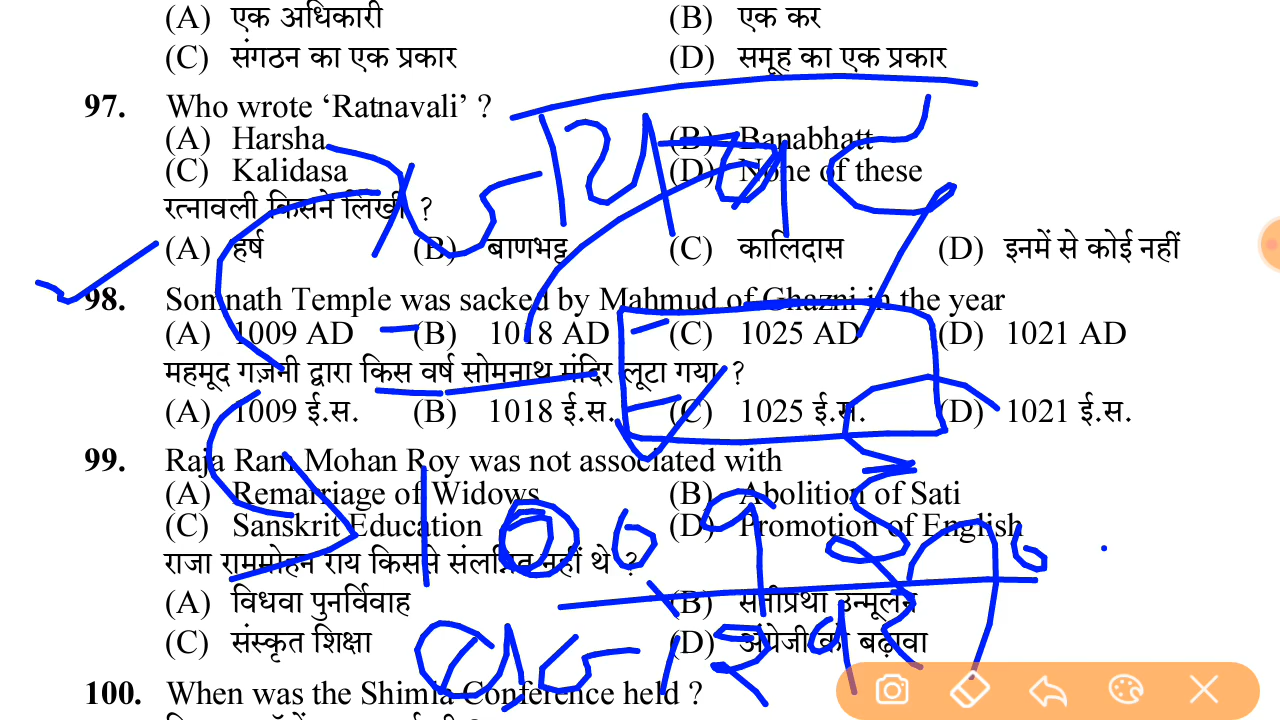 (A) एक अधिकारी (B) एक कर
(C) संगठन का एक प्रकार (D) समूह का एक प्रकार
97. Who wrote ‘Ratnavali’ ?
(A) Harsha (B) Banabhatt
(C) Kalidasa (D) None of these
रत्नावली किसने लिखी ?
(A) हर्ष (B) बाणभट्ट (C) कालिदास (D) इनमें से कोई नहीं
98. Somnath Temple was sacked by Mahmud of Ghazni in the year
(A) 1009 AD (B) 1018 AD (C) 1025 AD (D) 1021 AD
महमूद गज़नी द्वारा किस वर्ष सोमनाथ मंदिर लूटा गया ?
(A) 1009 ई.स. (B) 1018 ई.स. (C) 1025 ई.स. (D) 1021 ई.स.
99. Raja Ram Mohan Roy was not associated with
(A) Remarriage of Widows (B) Abolition of Sati
(C) Sanskrit Education (D) Promotion of English
राजा राममोहन राय किससे संलग्नित नहीं थे ?
(A) विधवा पुनर्विवाह (B) सतीप्रथा उन्मूलन
(C) संस्कृत शिक्षा (D) अंग्रेजी को बढ़ावा
100. When was the Shimla Conference held ?